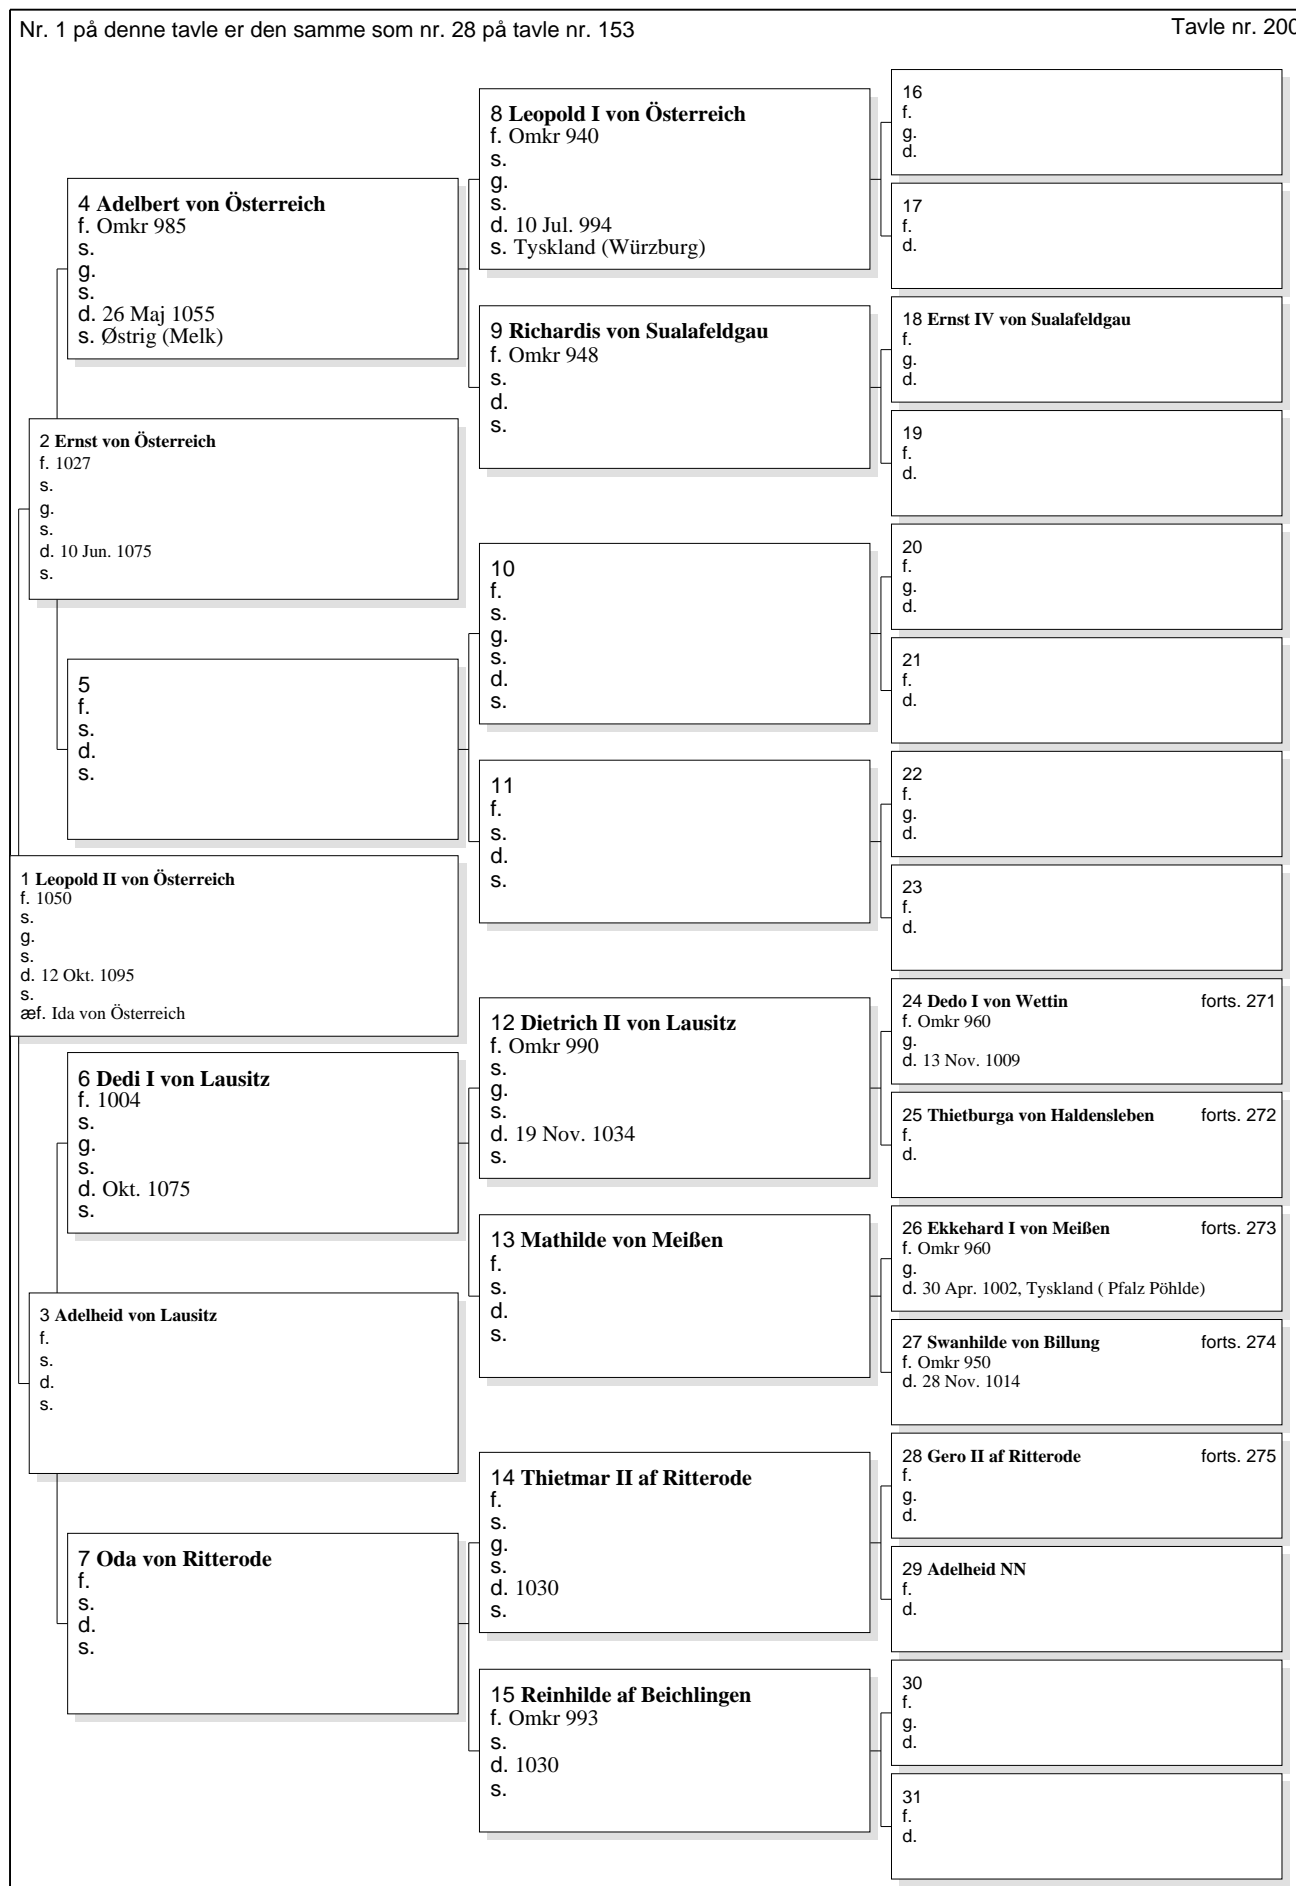 Nr. 1 på denne tavle er den samme som nr. 28 på tavle nr. 153
Tavle nr. 200
8 Leopold I von Österreich
f. Omkr 940
s.
g.
s.
d. 10 Jul. 994
s. Tyskland (Würzburg)
4 Adelbert von Österreich
f. Omkr 985
s.
g.
s.
d. 26 Maj 1055
s. Østrig (Melk)
9 Richardis von Sualafeldgau
f. Omkr 948
s.
d.
s.
2 Ernst von Österreich
f. 1027
s.
g.
s.
d. 10 Jun. 1075
s.
10
f.
s.
g.
s.
d.
s.
5
f.
s.
d.
s.
11
f.
s.
d.
s.
1 Leopold II von Österreich
f. 1050
s.
g.
s.
d. 12 Okt. 1095
s.
æf. Ida von Österreich
12 Dietrich II von Lausitz
f. Omkr 990
s.
g.
s.
d. 19 Nov. 1034
s.
6 Dedi I von Lausitz
f. 1004
s.
g.
s.
d. Okt. 1075
s.
13 Mathilde von Meißen
f.
s.
d.
s.
3 Adelheid von Lausitz
f.
s.
d.
s.
14 Thietmar II af Ritterode
f.
s.
g.
s.
d. 1030
s.
7 Oda von Ritterode
f.
s.
d.
s.
15 Reinhilde af Beichlingen
f. Omkr 993
s.
d. 1030
s.
16
f.
g.
d.
17
f.
d.
18 Ernst IV von Sualafeldgau
f.
g.
d.
19
f.
d.
20
f.
g.
d.
21
f.
d.
22
f.
g.
d.
23
f.
d.
24 Dedo I von Wettin forts. 271
f. Omkr 960
g.
d. 13 Nov. 1009
25 Thietburga von Haldensleben forts. 272
f.
d.
26 Ekkehard I von Meißen forts. 273
f. Omkr 960
g.
d. 30 Apr. 1002, Tyskland ( Pfalz Pöhlde)
27 Swanhilde von Billung forts. 274
f. Omkr 950
d. 28 Nov. 1014
28 Gero II af Ritterode forts. 275
f.
g.
d.
29 Adelheid NN
f.
d.
30
f.
g.
d.
31
f.
d.